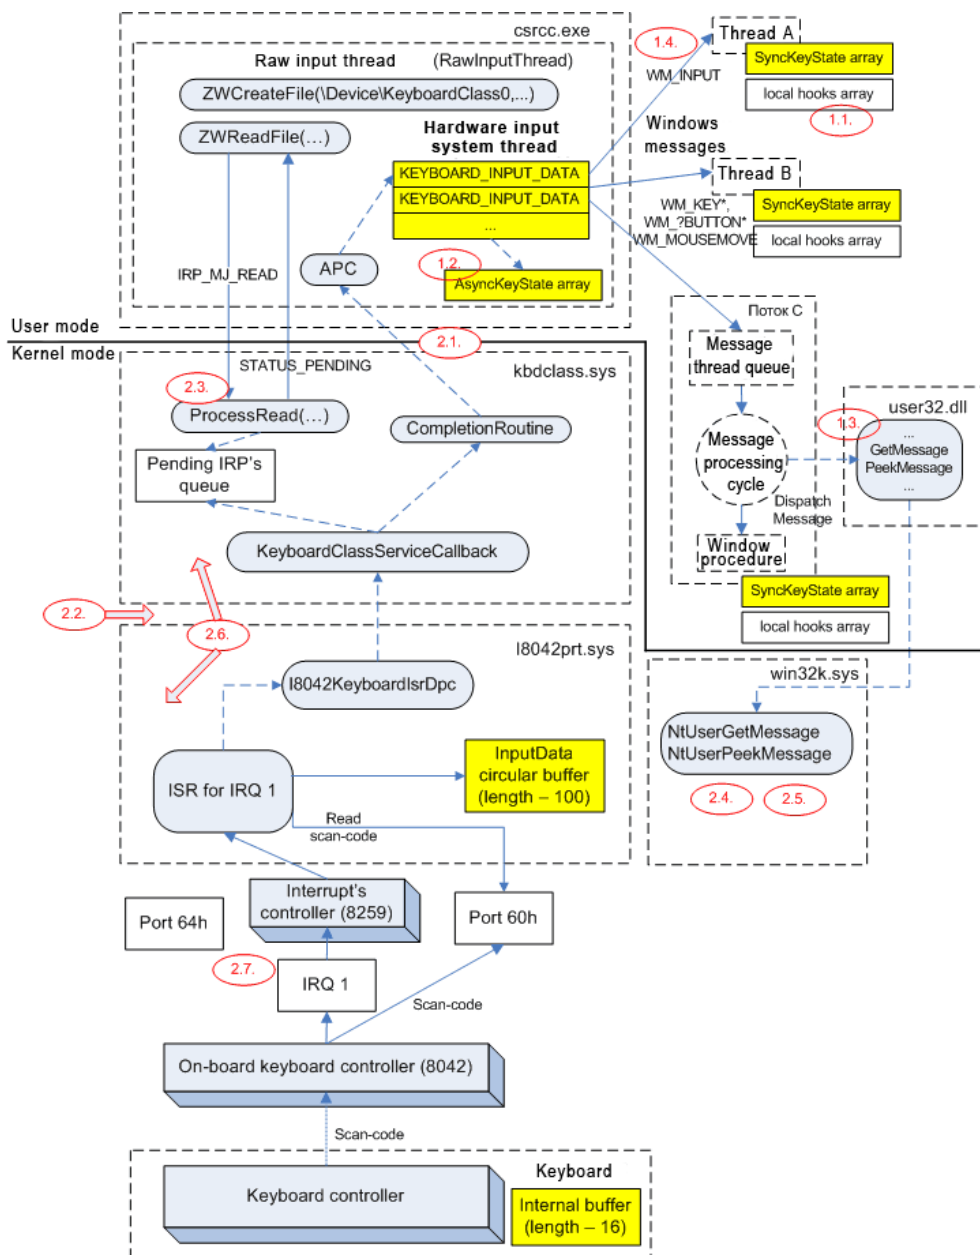 csrcc.exe
Raw input thread (RawInputThread)
ZWCreateFile(\Device\KeyboardClass0,...)
ZWReadFile(…)
Hardware input
system thread
KEYBOARD_INPUT_DATA
KEYBOARD_INPUT_DATA
...
APC
1.2.
AsyncKeyState array
IRP_MJ_READ
1.4.
WM_INPUT
Thread A
SyncKeyState array
local hooks array
1.1.
Windows
messages
Thread B
SyncKeyState array
local hooks array
WM_KEY*,
WM_?BUTTON*
WM_MOUSEMOVE
User mode
Kernel mode
2.1.
STATUS_PENDING
kbdclass.sys
2.3.
ProcessRead(…)
CompletionRoutine
Pending IRP's
queue
KeyboardClassServiceCallback
Поток C
Message
thread queue
Message
processing
cycle
Dispatch
Message
Window
procedure
SyncKeyState array
local hooks array
user32.dll
1.3.
...
GetMessage
PeekMessage
...
2.2.
2.6.
I8042prt.sys
I8042KeyboardIsrDpc
ISR for IRQ 1
InputData
circular buffer
(length – 100)
Read
scan-code
win32k.sys
NtUserGetMessage
NtUserPeekMessage
2.4.
2.5.
Port 64h
Interrupt's
controller (8259)
Port 60h
2.7.
IRQ 1
Scan-code
On-board keyboard controller (8042)
Scan-code
Keyboard
Keyboard controller
Internal buffer
(length – 16)